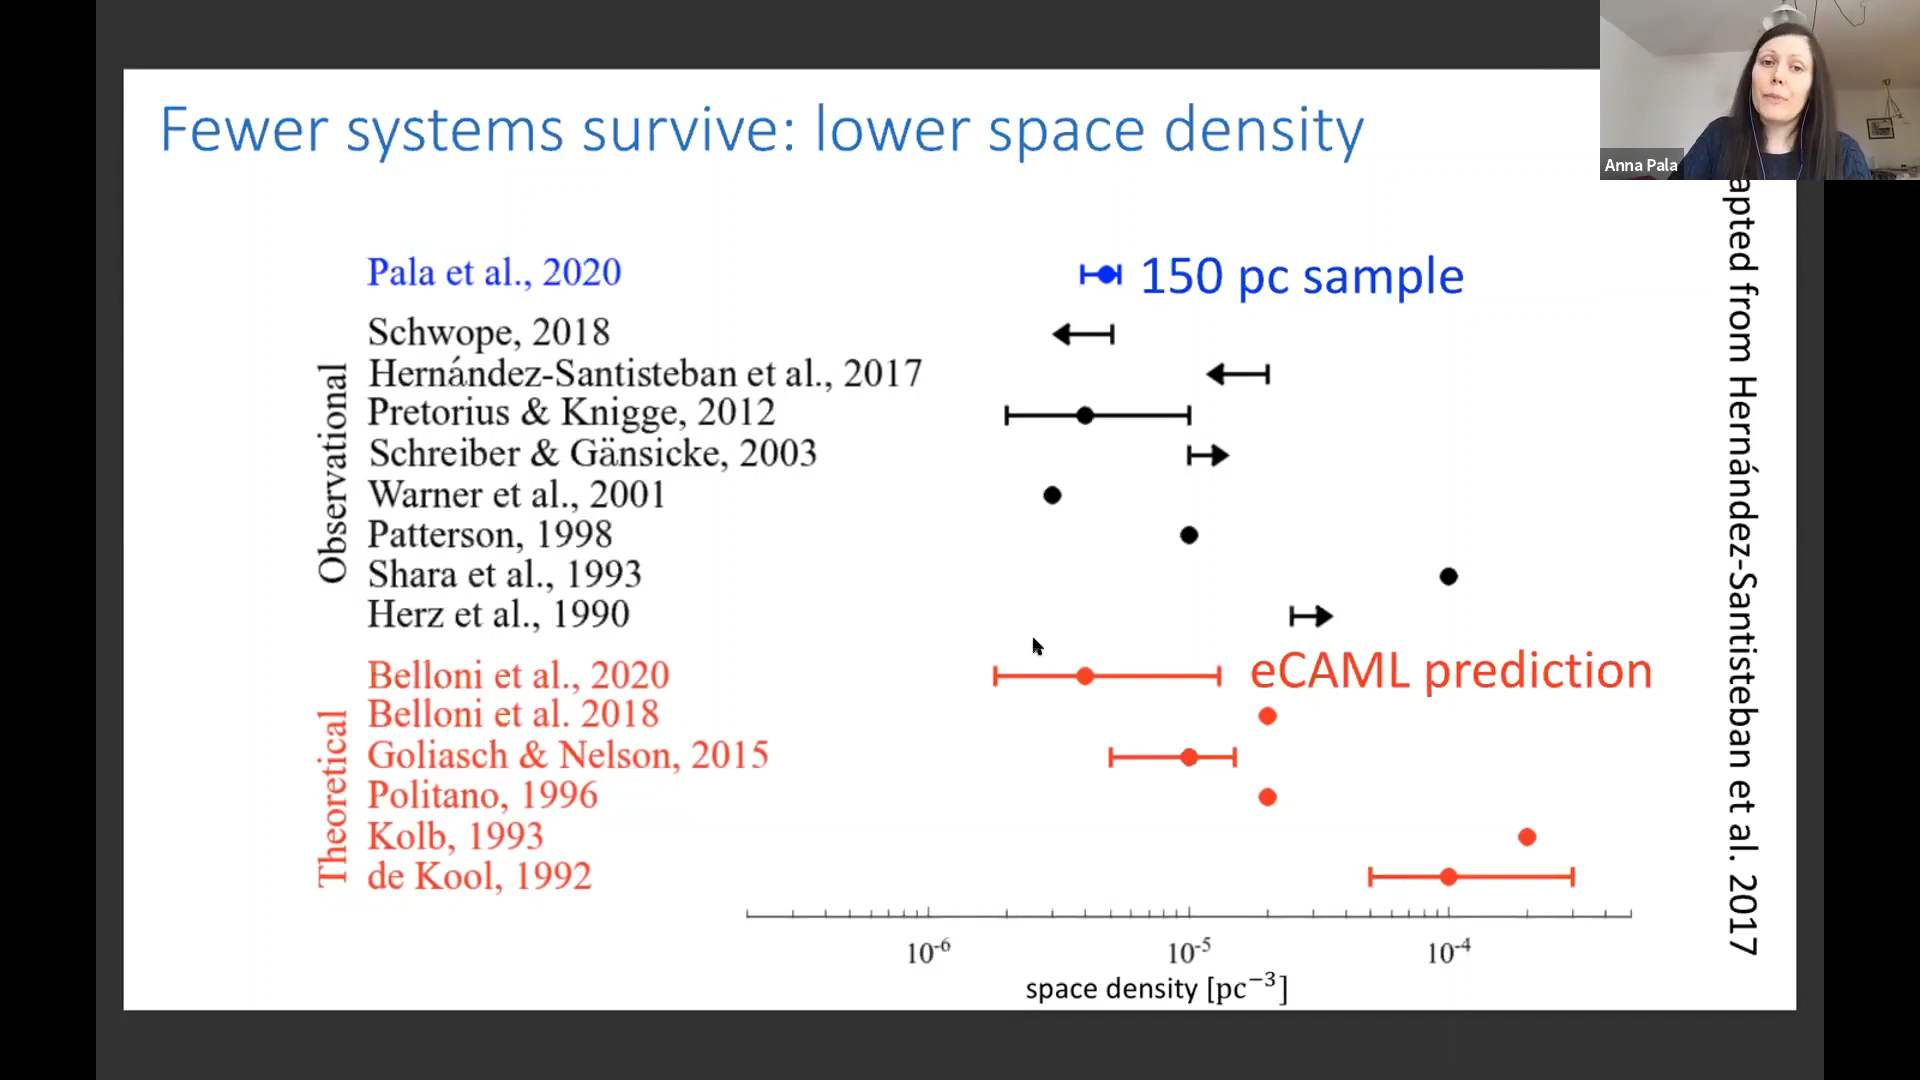 Fewer systems survive: lower space density
Anna Pala
Pala et al., 2020
150 pc sample
Observational
Schwope, 2018
Hernández-Santisteban et al., 2017
Pretorius & Knigge, 2012
Schreiber & Gänsicke, 2003
Warner et al., 2001
Patterson, 1998
Shara et al., 1993
Herz et al., 1990
Theoretical
Belloni et al., 2020
eCAML prediction
Belloni et al. 2018
Goliasch & Nelson, 2015
Politano, 1996
Kolb, 1993
de Kool, 1992
10⁻⁶ 10⁻⁵ 10⁻⁴
space density [pc⁻³]
apted from Hernández-Santisteban et al. 2017